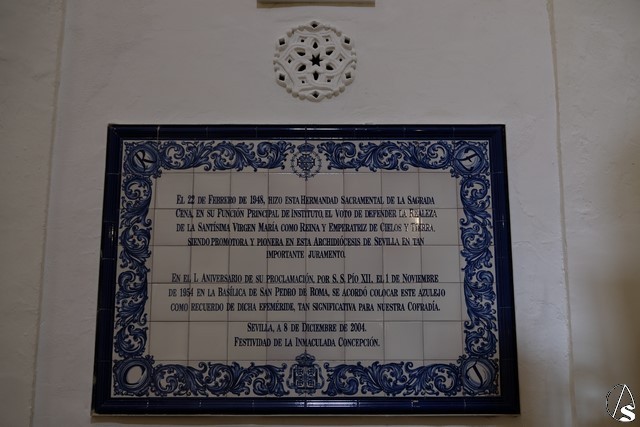 El 22 de Febrero de 1948, hizo esta Hermandad Sacramental de la Sagrada
Cena, en su Función Principal de Instituto, el voto de defender la Realeza
de la Santísima Virgen María como Reina y Emperatriz de Cielos y Tierra,
siendo promotora y pionera en esta Archidiócesis de Sevilla en tan
importante juramento.
En el L Aniversario de su proclamación, por S. S. Pío XII, el 1 de Noviembre
de 1954 en la Basílica de San Pedro de Roma, se acordó colocar este azulejo
como recuerdo de dicha efeméride, tan significativa para nuestra Cofradía.
Sevilla, a 8 de Diciembre de 2004.
Festividad de la Inmaculada Concepción.